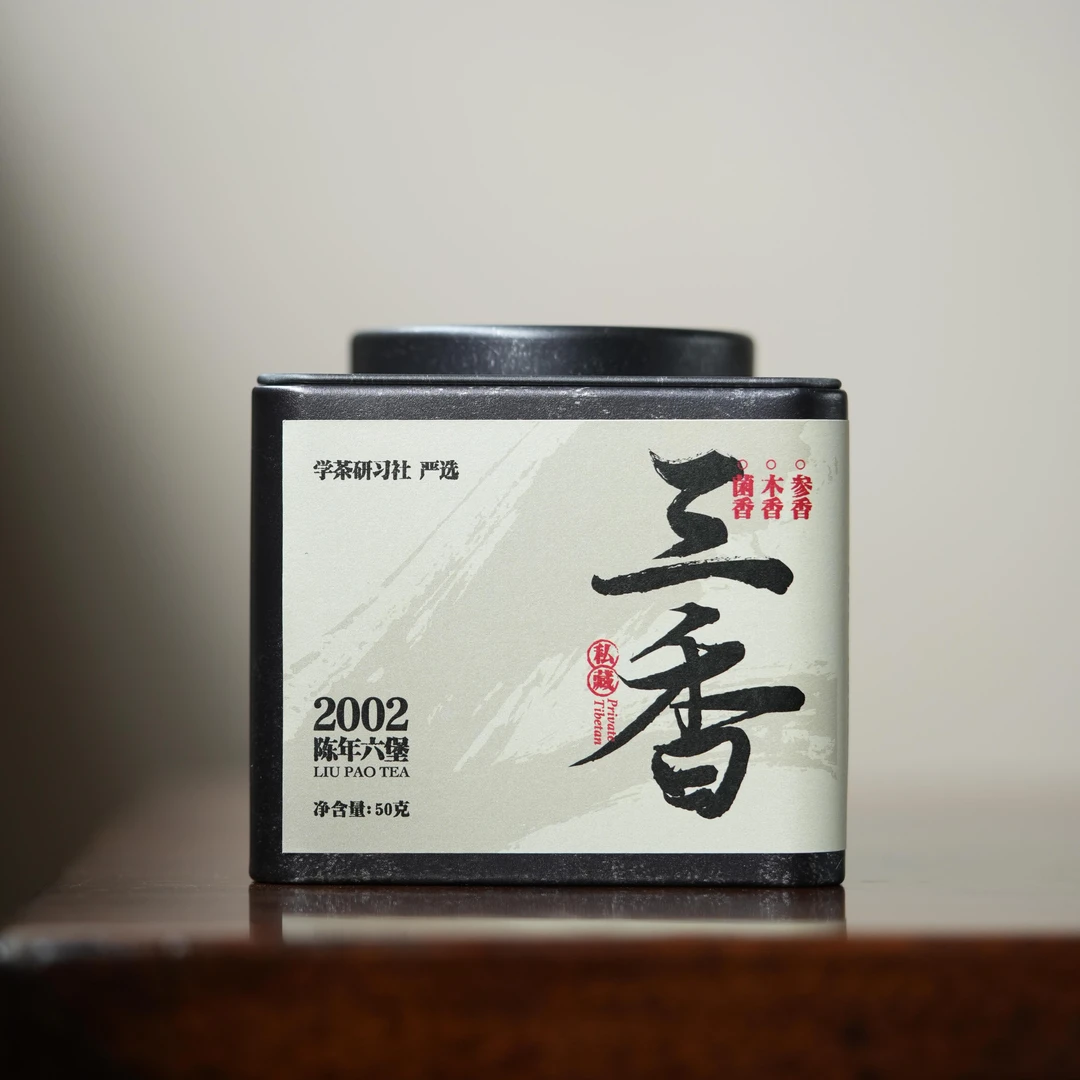 学茶研习社 严选
三香
参香
木香
菌香
私藏
Private
Tibetan
2002
陈年六堡
LIU PAO TEA
净含量:50克